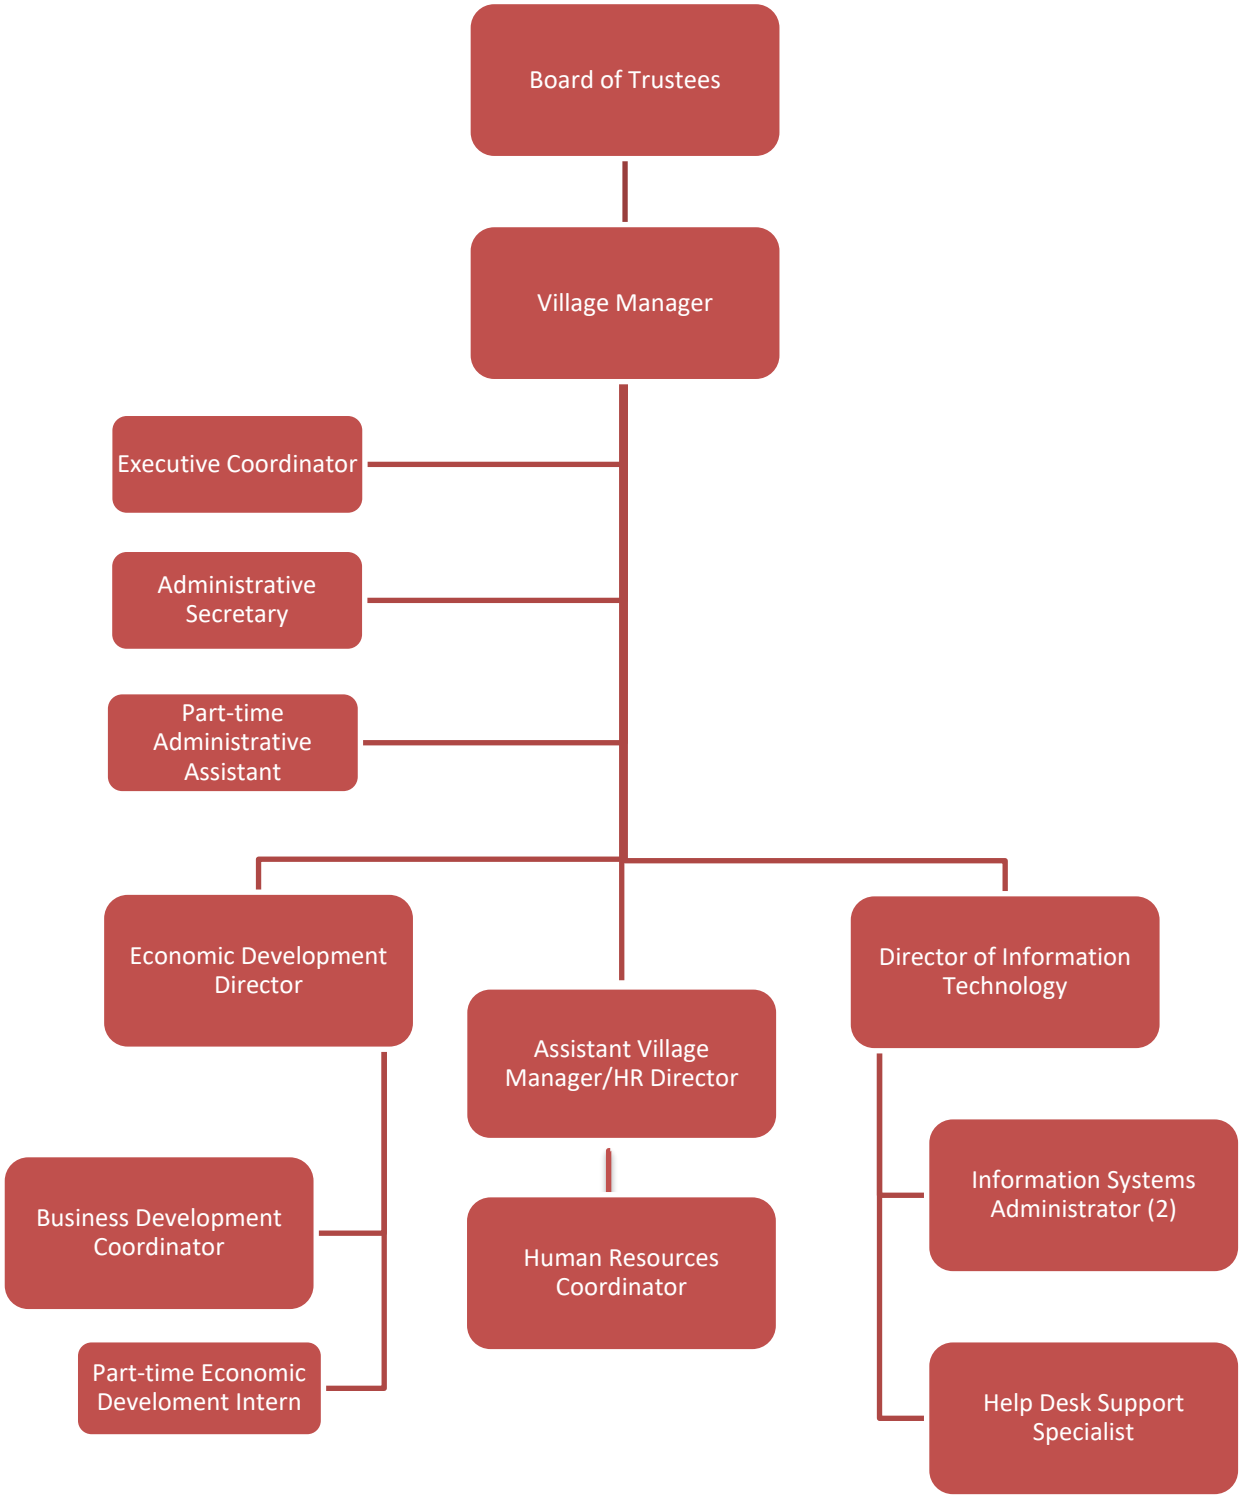 Board of Trustees
Village Manager
Executive Coordinator
Administrative
Secretary
Part-time
Administrative
Assistant
Economic Development
Director
Assistant Village
Manager/HR Director
Director of Information
Technology
Business Development
Coordinator
Human Resources
Coordinator
Information Systems
Administrator (2)
Part-time Economic
Develoment Intern
Help Desk Support
Specialist